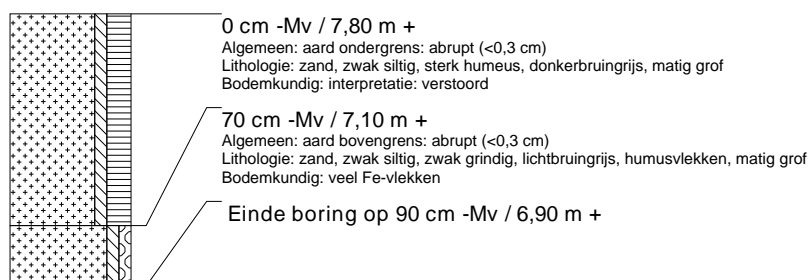 0 cm -Mv / 7,80 m +
Algemeen: aard ondergrens: abrupt (<0,3 cm)
Lithologie: zand, zwak siltig, sterk humeus, donkerbruingrijs, matig grof
Bodemkundig: interpretatie: verstoord
70 cm -Mv / 7,10 m +
Algemeen: aard bovengrens: abrupt (<0,3 cm)
Lithologie: zand, zwak siltig, zwak grindig, lichtbruingrijs, humusvlekken, matig grof
Bodemkundig: veel Fe-vlekken
Einde boring op 90 cm -Mv / 6,90 m +